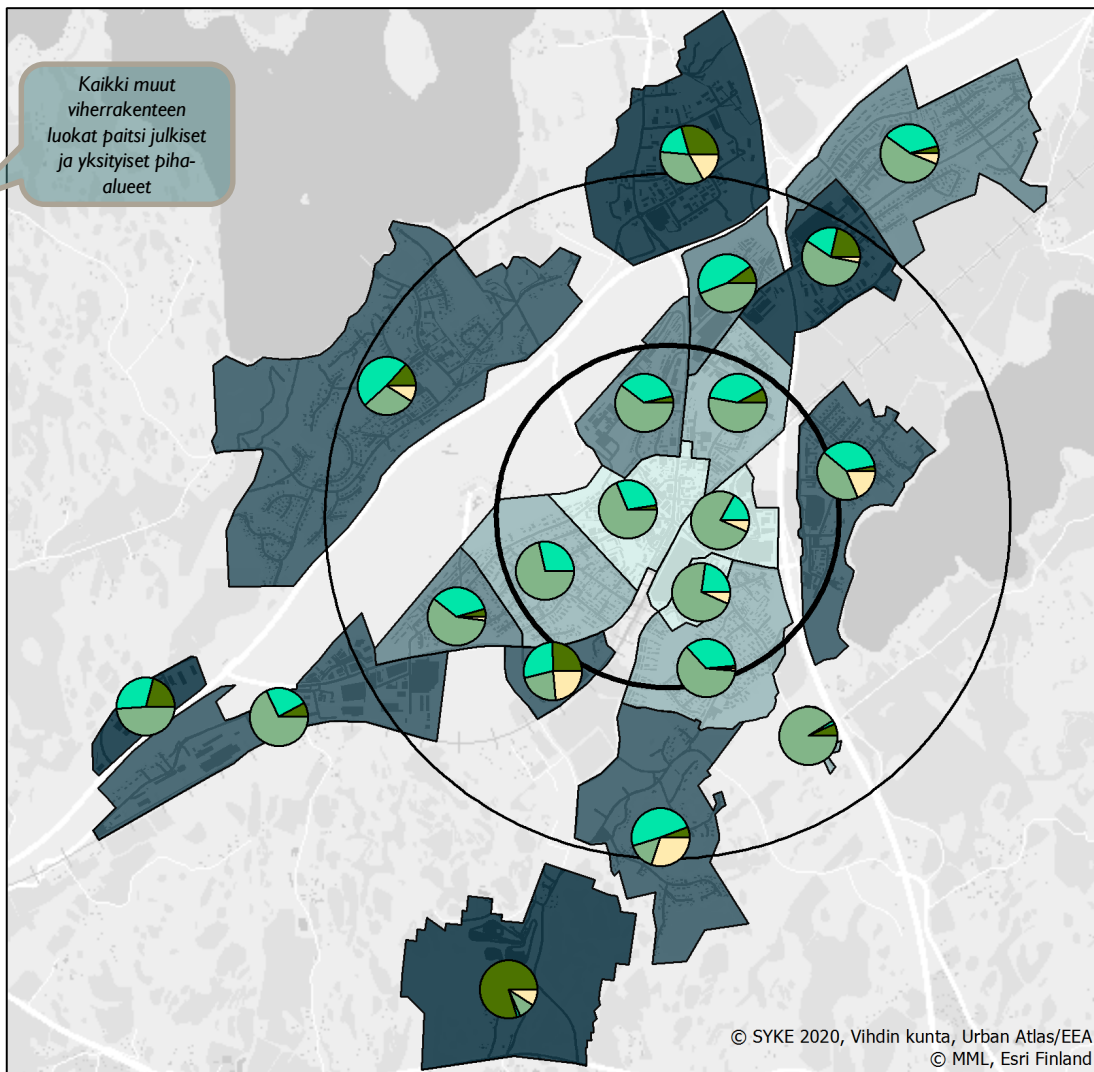 Kaikki muut
viherrakenteen
luokat paitsi julkiset
ja yksityiset piha-
alueet
© SYKE 2020, Vihdin kunta, Urban Atlas/EEA
© MML, Esri Finland